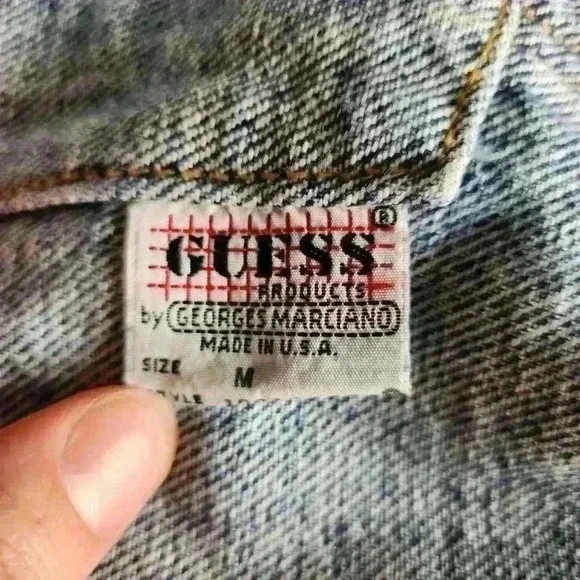 GUESS ®
PRODUCTS
by GEORGES MARCIANO
MADE IN U.S.A.
SIZE M